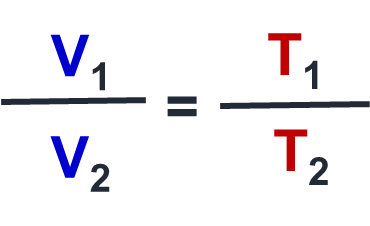 V1 / V2 = T1 / T2